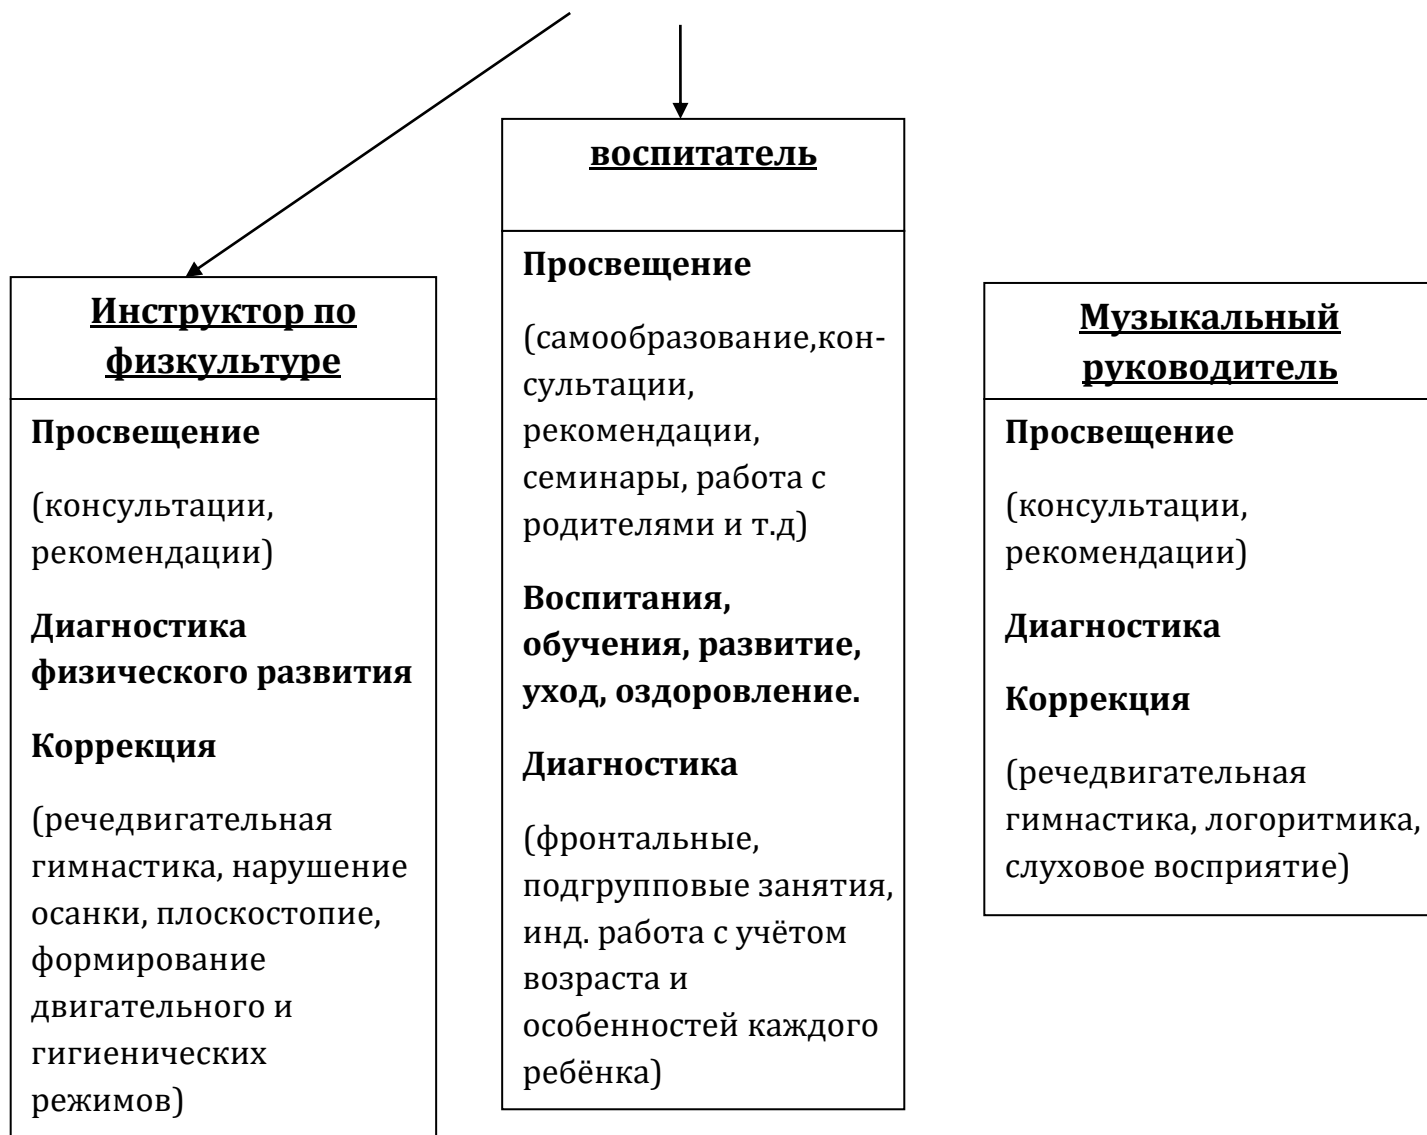 Инструктор по
физкультуре
Просвещение
(консультации,
рекомендации)
Диагностика
физического развития
Коррекция
(речедвигательная
гимнастика, нарушение
осанки, плоскостопие,
формирование
двигательного и
гигиенических
режимов)
воспитатель
Просвещение
(самообразование,кон-
сультации,
рекомендации,
семинары, работа с
родителями и т.д)
Воспитания,
обучения, развитие,
уход, оздоровление.
Диагностика
(фронтальные,
подгрупповые занятия,
инд. работа с учётом
возраста и
особенностей каждого
ребёнка)
Музыкальный
руководитель
Просвещение
(консультации,
рекомендации)
Диагностика
Коррекция
(речедвигательная
гимнастика, логоритмика,
слуховое восприятие)